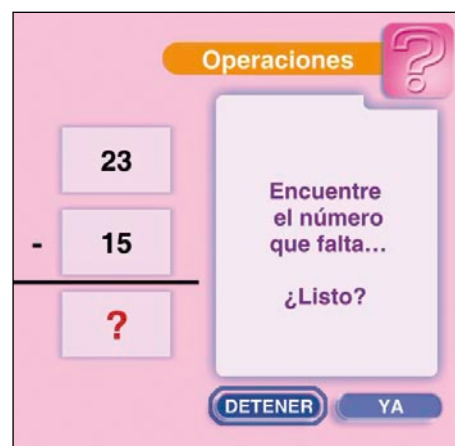 Operaciones
?
23
- 15
?
Encuentre
el número
que falta...
¿Listo?
DETENER
YA